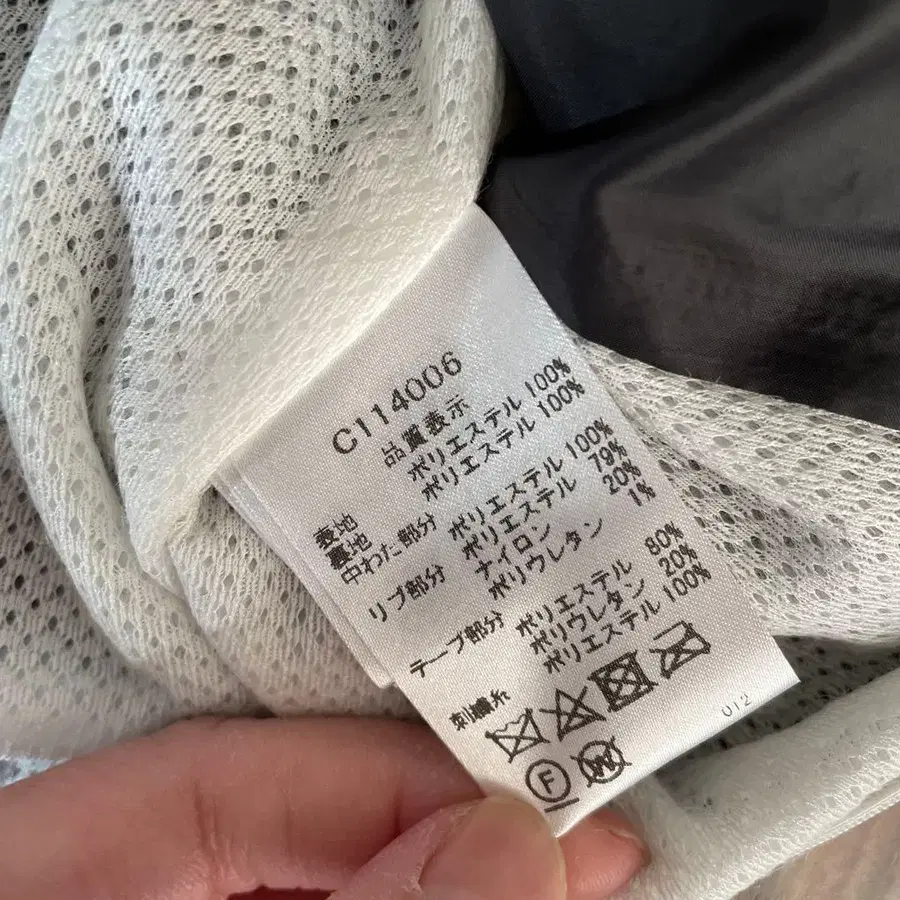 C114006
品質表示
表地 ポリエステル 100%
裏地 ポリエステル 100%
中わた部分 ポリエステル 100%
リブ部分 ポリエステル 79%
ナイロン 20%
ポリウレタン 1%
テープ部分 ポリエステル 80%
ポリウレタン 20%
刺繍糸 ポリエステル 100%
F
W
012